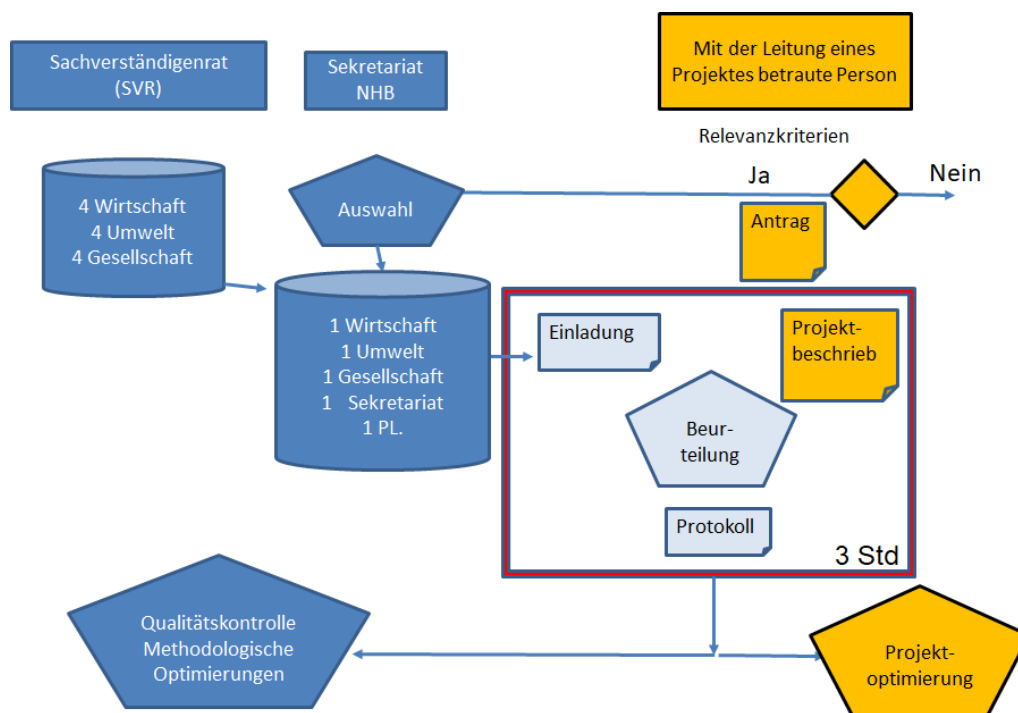 Sachverständigenrat
(SVR)
Sekretariat
NHB
Mit der Leitung eines
Projektes betraute Person
Relevanzkriterien
Ja
Nein
4 Wirtschaft
4 Umwelt
4 Gesellschaft
Auswahl
Antrag
1 Wirtschaft
1 Umwelt
1 Gesellschaft
1 Sekretariat
1 PL.
Einladung
Projekt-
beschrieb
Beur-
teilung
Protokoll
3 Std
Qualitätskontrolle
Methodologische
Optimierungen
Projekt-
optimierung